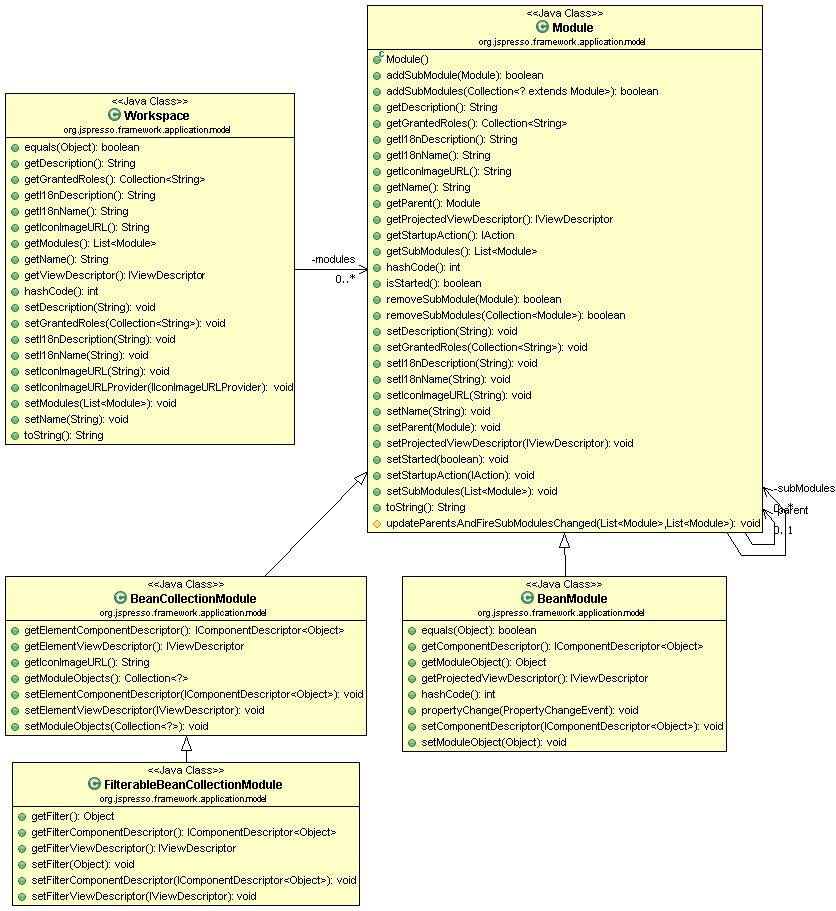 <<Java Class>>
Module
org.jspresso.framework.application.model
Module()
addSubModule(Module): boolean
addSubModules(Collection<? extends Module>): boolean
getDescription(): String
getGrantedRoles(): Collection<String>
getI18nDescription(): String
getI18nName(): String
getIconImageURL(): String
getName(): String
getParent(): Module
getProjectedViewDescriptor(): IViewDescriptor
getStartupAction(): IAction
getSubModules(): List<Module>
hashCode(): int
isStarted(): boolean
removeSubModule(Module): boolean
removeSubModules(Collection<Module>): boolean
setDescription(String): void
setGrantedRoles(Collection<String>): void
setI18nDescription(String): void
setI18nName(String): void
setIconImageURL(String): void
setName(String): void
setParent(Module): void
setProjectedViewDescriptor(IViewDescriptor): void
setStarted(boolean): void
setStartupAction(IAction): void
setSubModules(List<Module>): void
toString(): String
updateParentsAndFireSubModulesChanged(List<Module>,List<Module>): void
<<Java Class>>
Workspace
org.jspresso.framework.application.model
equals(Object): boolean
getDescription(): String
getGrantedRoles(): Collection<String>
getI18nDescription(): String
getI18nName(): String
getIconImageURL(): String
getModules(): List<Module>
getName(): String
getViewDescriptor(): IViewDescriptor
hashCode(): int
setDescription(String): void
setGrantedRoles(Collection<String>): void
setI18nDescription(String): void
setI18nName(String): void
setIconImageURL(String): void
setIconImageURLProvider(IIconImageURLProvider): void
setModules(List<Module>): void
setName(String): void
toString(): String
-modules
0..*
-subModules
0..*
-parent
0..1
<<Java Class>>
BeanCollectionModule
org.jspresso.framework.application.model
getElementComponentDescriptor(): IComponentDescriptor<Object>
getElementViewDescriptor(): IViewDescriptor
getIconImageURL(): String
getModuleObjects(): Collection<?>
setElementComponentDescriptor(IComponentDescriptor<Object>): void
setElementViewDescriptor(IViewDescriptor): void
setModuleObjects(Collection<?>): void
<<Java Class>>
BeanModule
org.jspresso.framework.application.model
equals(Object): boolean
getComponentDescriptor(): IComponentDescriptor<Object>
getModuleObject(): Object
getProjectedViewDescriptor(): IViewDescriptor
hashCode(): int
propertyChange(PropertyChangeEvent): void
setComponentDescriptor(IComponentDescriptor<Object>): void
setModuleObject(Object): void
<<Java Class>>
FilterableBeanCollectionModule
org.jspresso.framework.application.model
getFilter(): Object
getFilterComponentDescriptor(): IComponentDescriptor<Object>
getFilterViewDescriptor(): IViewDescriptor
setFilter(Object): void
setFilterComponentDescriptor(IComponentDescriptor<Object>): void
setFilterViewDescriptor(IViewDescriptor): void